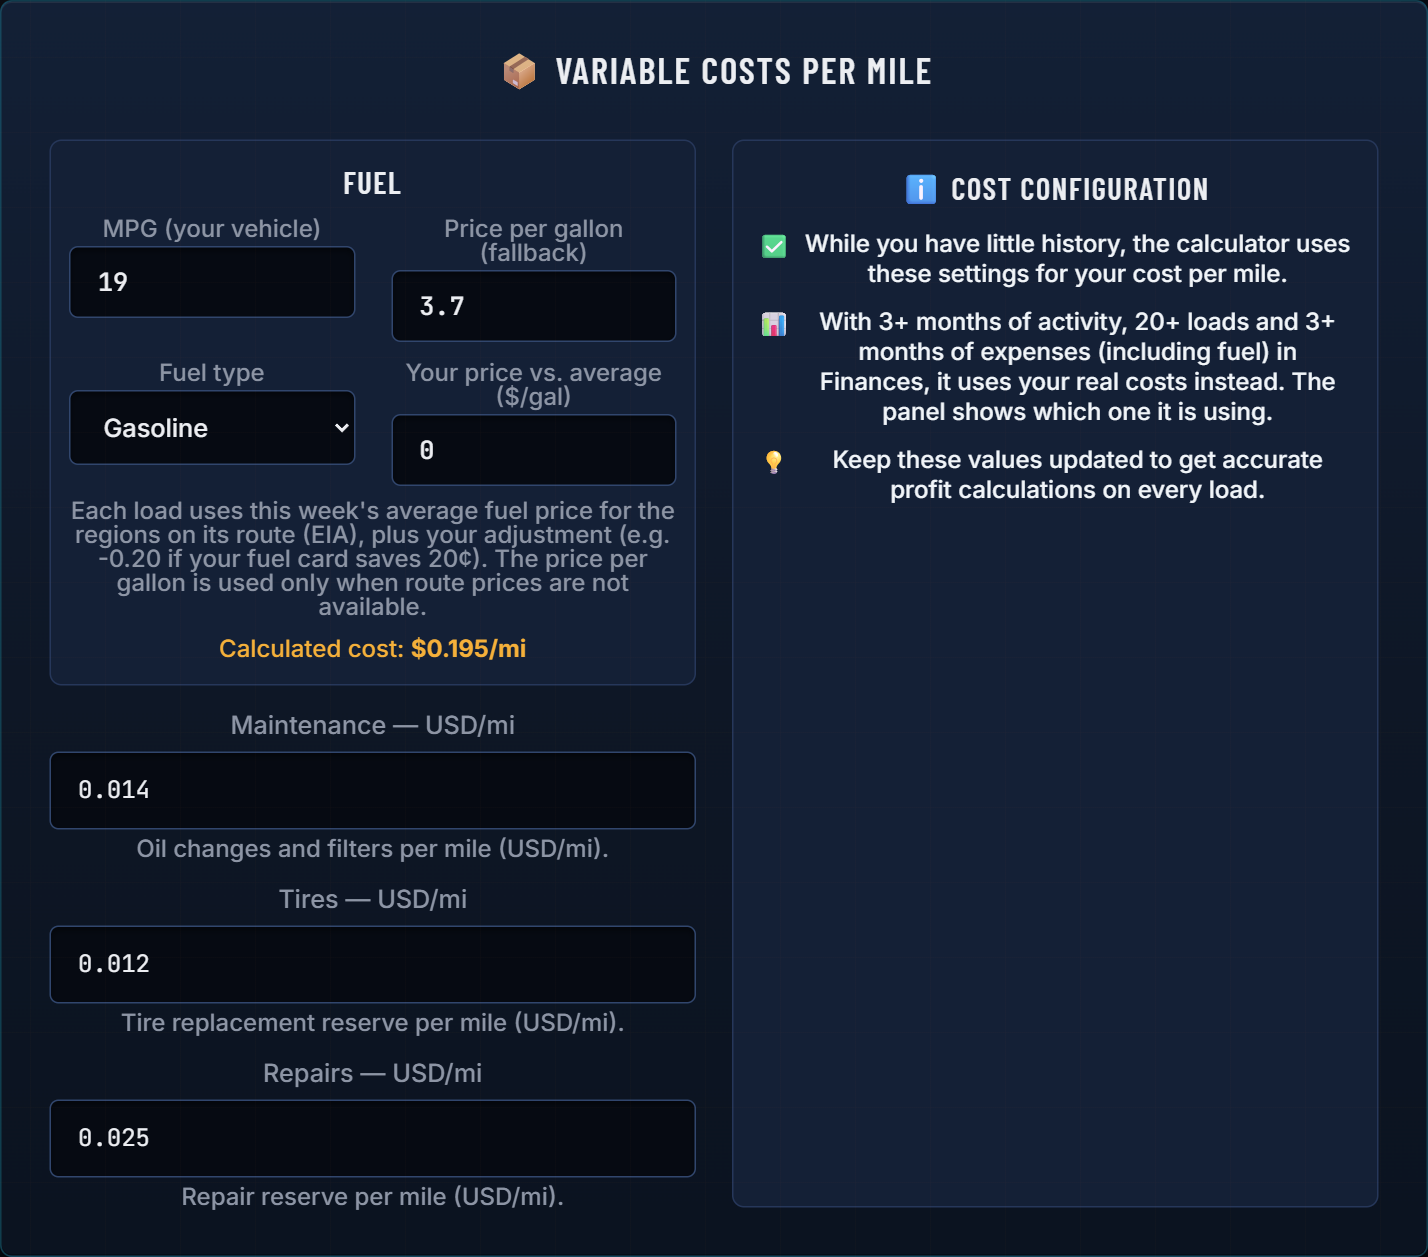 VARIABLE COSTS PER MILE
FUEL
MPG (your vehicle)
19
Price per gallon
(fallback)
3.7
Fuel type
Gasoline
Your price vs. average
($/gal)
0
Each load uses this week's average fuel price for the
regions on its route (EIA), plus your adjustment (e.g.
-0.20 if your fuel card saves 20¢). The price per
gallon is used only when route prices are not
available.
Calculated cost: $0.195/mi
Maintenance — USD/mi
0.014
Oil changes and filters per mile (USD/mi).
Tires — USD/mi
0.012
Tire replacement reserve per mile (USD/mi).
Repairs — USD/mi
0.025
Repair reserve per mile (USD/mi).
COST CONFIGURATION
While you have little history, the calculator uses
these settings for your cost per mile.
With 3+ months of activity, 20+ loads and 3+
months of expenses (including fuel) in
Finances, it uses your real costs instead. The
panel shows which one it is using.
Keep these values updated to get accurate
profit calculations on every load.